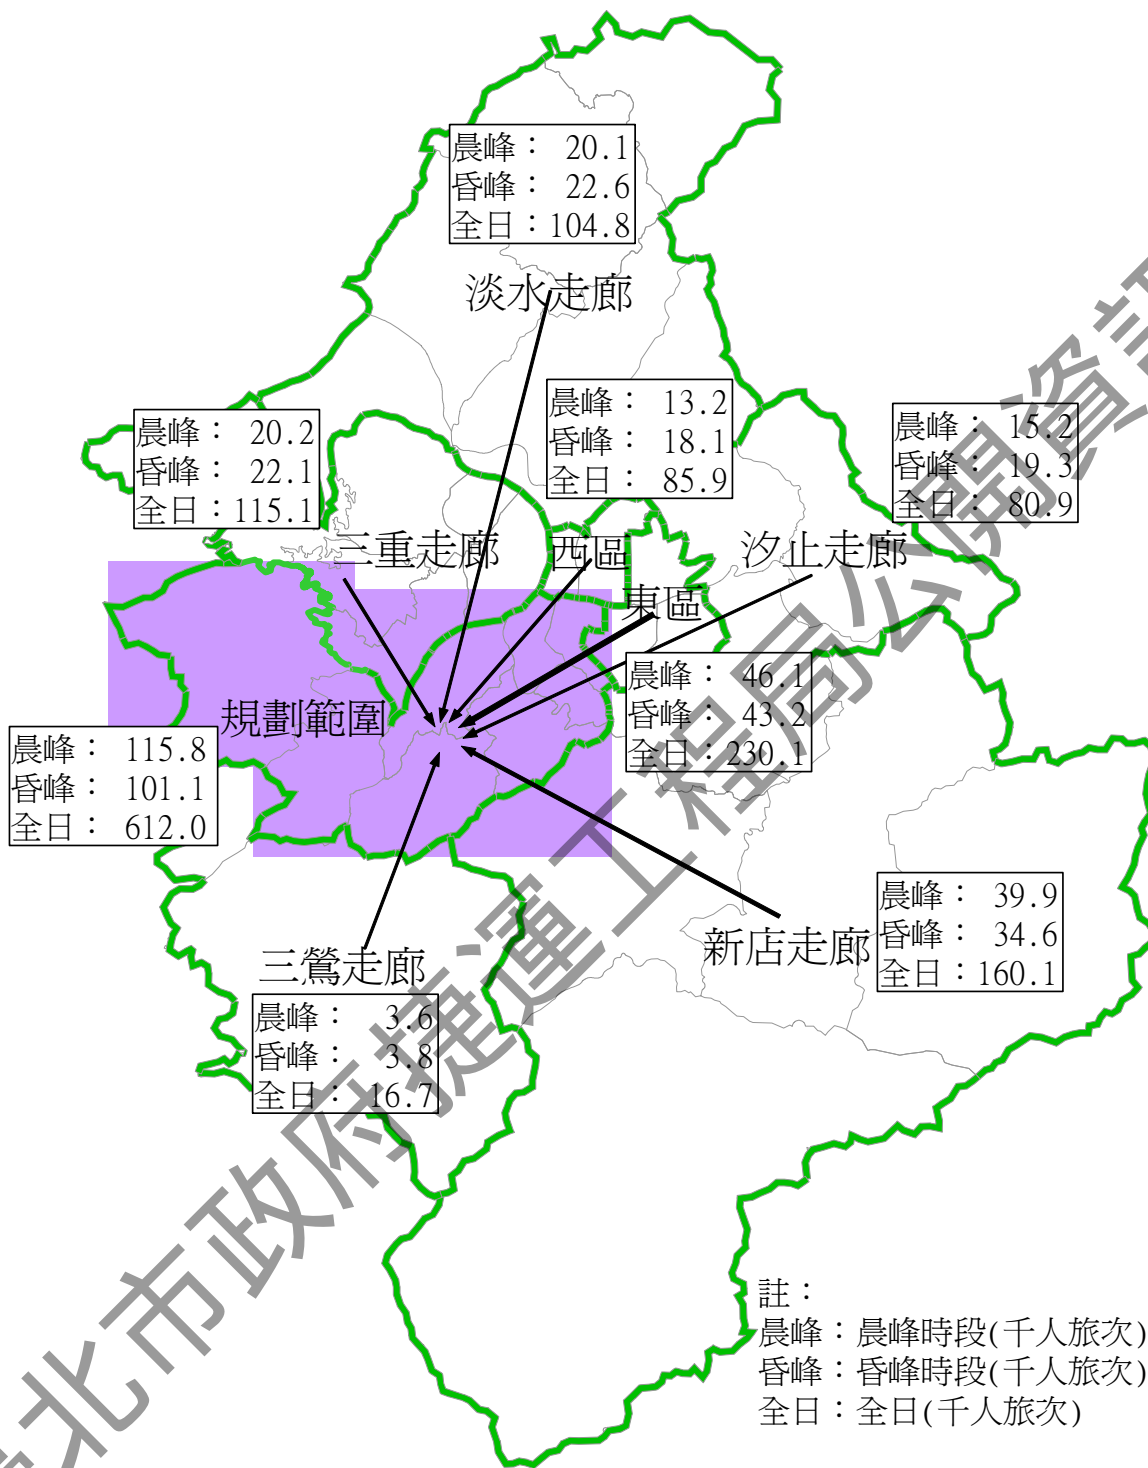 晨峰： 20.1
昏峰： 22.6
全日：104.8
淡水走廊
晨峰： 13.2
昏峰： 18.1
全日： 85.9
晨峰： 20.2
昏峰： 22.1
全日：115.1
晨峰： 15.2
昏峰： 19.3
全日： 80.9
三重走廊
西區
汐止走廊
東區
晨峰： 46.1
昏峰： 43.2
全日：230.1
規劃範圍
晨峰： 115.8
昏峰： 101.1
全日： 612.0
晨峰： 39.9
昏峰： 34.6
全日：160.1
新店走廊
三鶯走廊
晨峰： 3.6
昏峰： 3.8
全日： 16.7
註：
晨峰：晨峰時段(千人旅次)
昏峰：昏峰時段(千人旅次)
全日：全日(千人旅次)
北市政府捷運工程局公開資訊